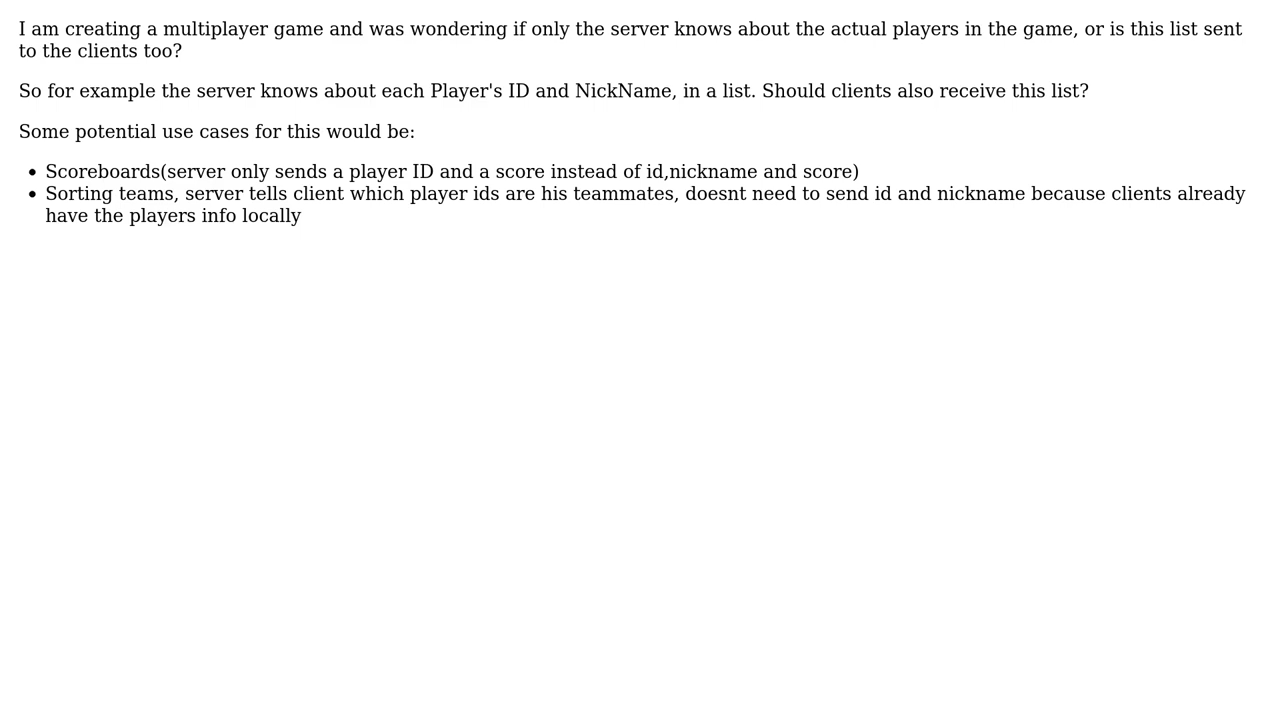 I am creating a multiplayer game and was wondering if only the server knows about the actual players in the game, or is this list sent
to the clients too?
So for example the server knows about each Player's ID and NickName, in a list. Should clients also receive this list?
Some potential use cases for this would be:
• Scoreboards(server only sends a player ID and a score instead of id,nickname and score)
• Sorting teams, server tells client which player ids are his teammates, doesnt need to send id and nickname because clients already
have the players info locally